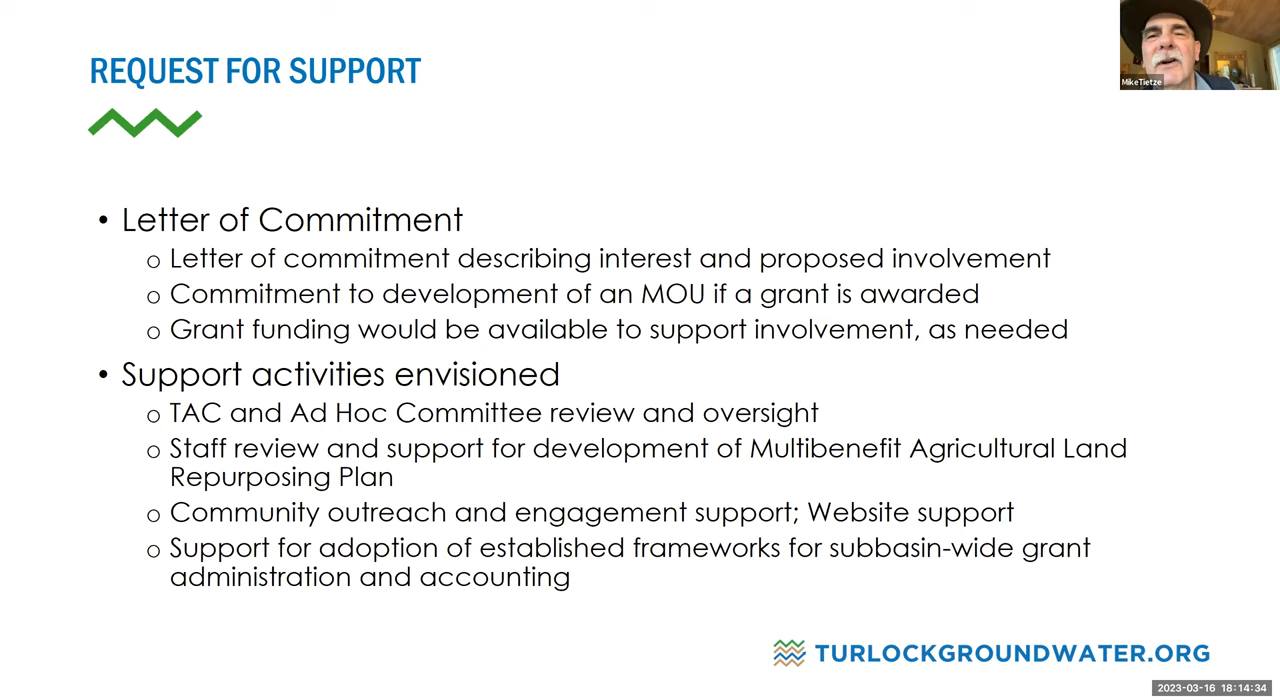 REQUEST FOR SUPPORT
MikeTietze
• Letter of Commitment
o Letter of commitment describing interest and proposed involvement
o Commitment to development of an MOU if a grant is awarded
o Grant funding would be available to support involvement, as needed
• Support activities envisioned
o TAC and Ad Hoc Committee review and oversight
o Staff review and support for development of Multibenefit Agricultural Land
Repurposing Plan
o Community outreach and engagement support; Website support
o Support for adoption of established frameworks for subbasin-wide grant
administration and accounting
TURLOCKGROUNDWATER.ORG
2023-03-16 18:14:34